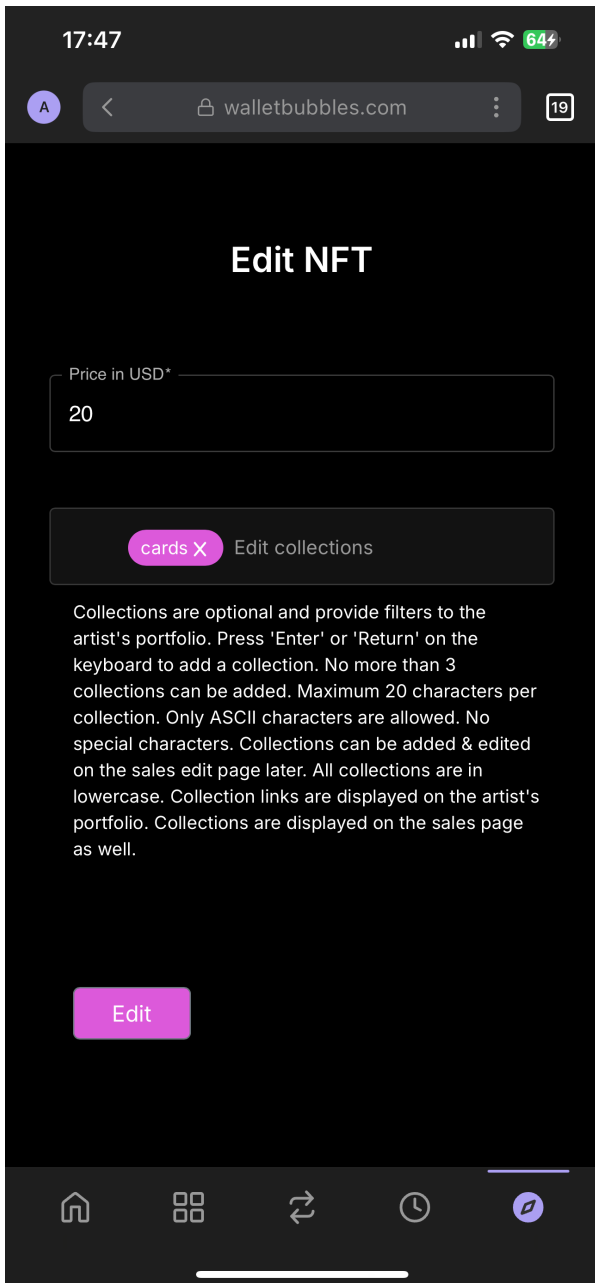 17:47
64
A
walletbubbles.com
19
Edit NFT
Price in USD*
20
cards X Edit collections
Collections are optional and provide filters to the
artist's portfolio. Press 'Enter' or 'Return' on the
keyboard to add a collection. No more than 3
collections can be added. Maximum 20 characters per
collection. Only ASCII characters are allowed. No
special characters. Collections can be added & edited
on the sales edit page later. All collections are in
lowercase. Collection links are displayed on the artist's
portfolio. Collections are displayed on the sales page
as well.
Edit